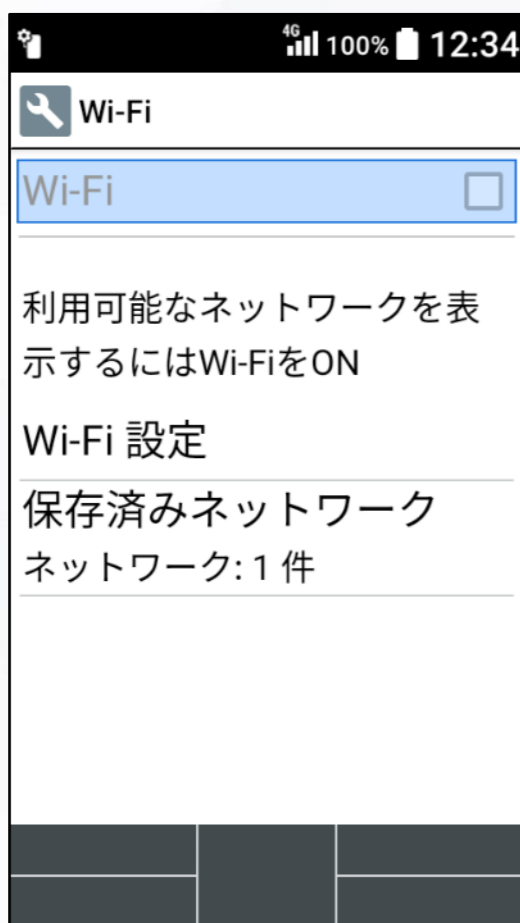 4G 100% 12:34
Wi-Fi
Wi-Fi
利用可能なネットワークを表
示するにはWi-FiをON
Wi-Fi 設定
保存済みネットワーク
ネットワーク: 1 件